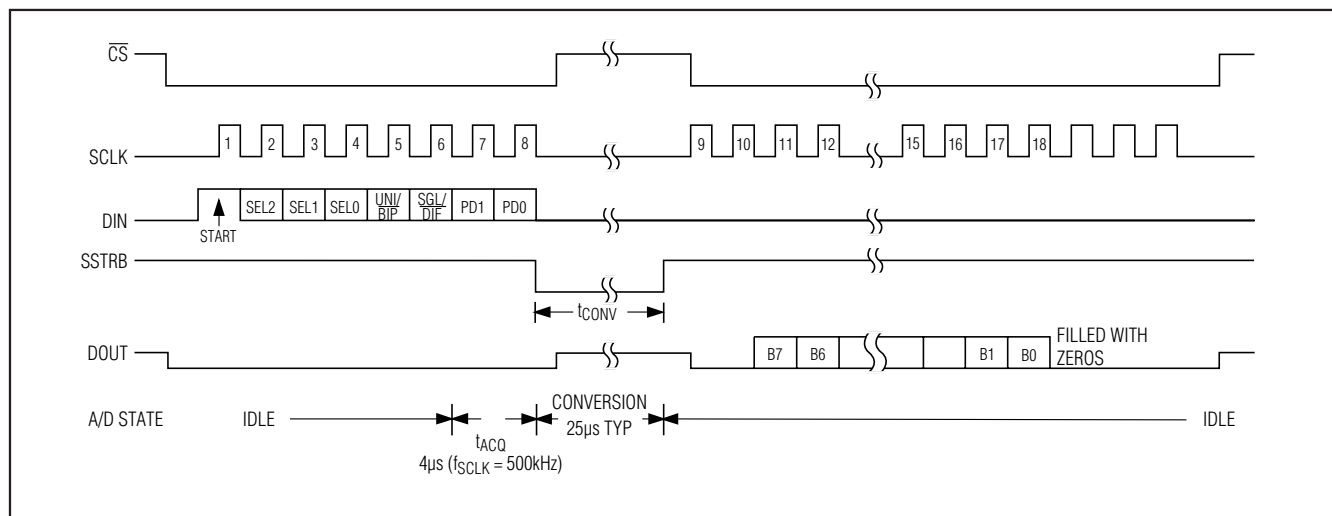 CS
SCLK
1 2 3 4 5 6 7 8 9 10 11 12 15 16 17 18
DIN
SEL2 SEL1 SEL0 UNI/BIP SGL/DIF PD1 PD0
START
SSTRB
tCONV
DOUT
B7 B6 B1 B0
FILLED WITH
ZEROS
A/D STATE
IDLE
tACQ
4µs (fSCLK = 500kHz)
CONVERSION
25µs TYP
IDLE